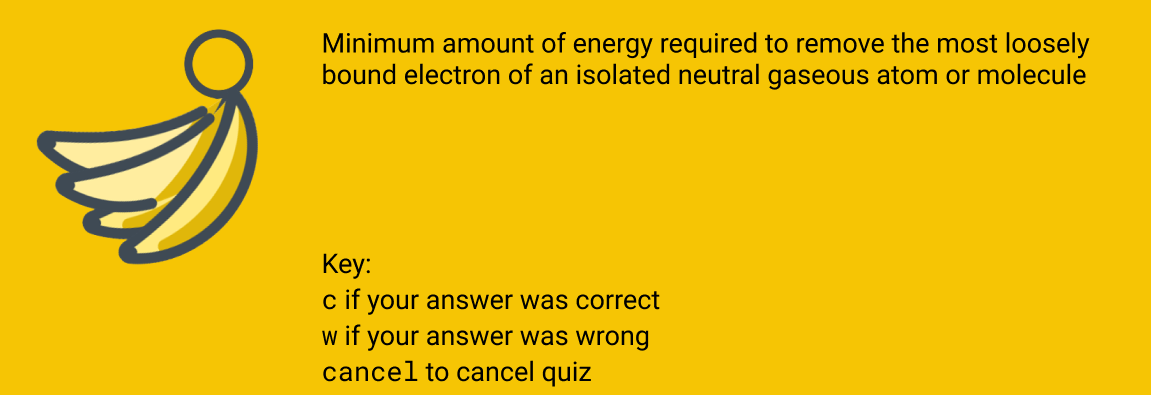 Minimum amount of energy required to remove the most loosely
bound electron of an isolated neutral gaseous atom or molecule
Key:
c if your answer was correct
w if your answer was wrong
cancel to cancel quiz